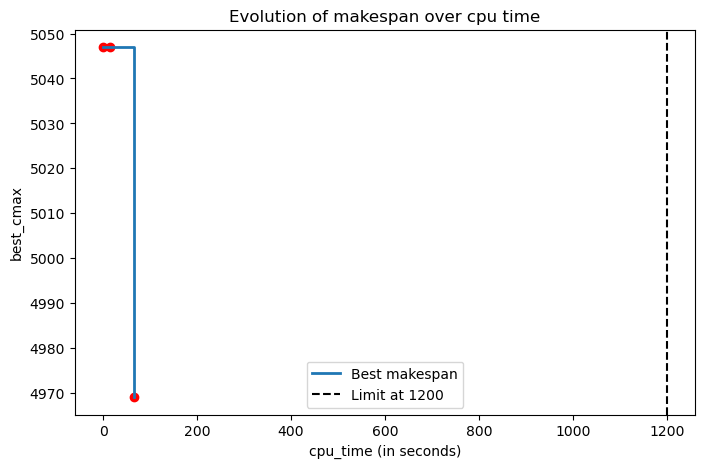 Evolution of makespan over cpu time
best_cmax
5050
5040
5030
5020
5010
5000
4990
4980
4970
Best makespan
Limit at 1200
0 200 400 600 800 1000 1200
cpu_time (in seconds)